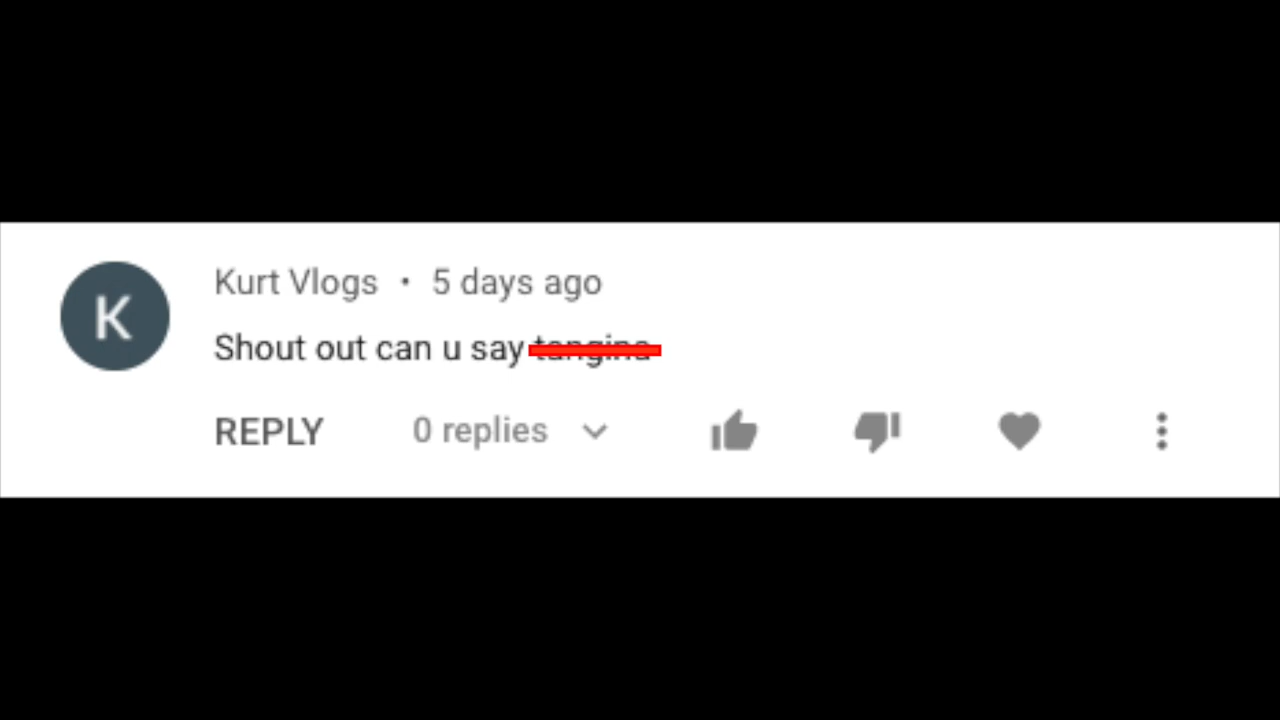 K
Kurt Vlogs • 5 days ago
Shout out can u say tangina
REPLY 0 replies